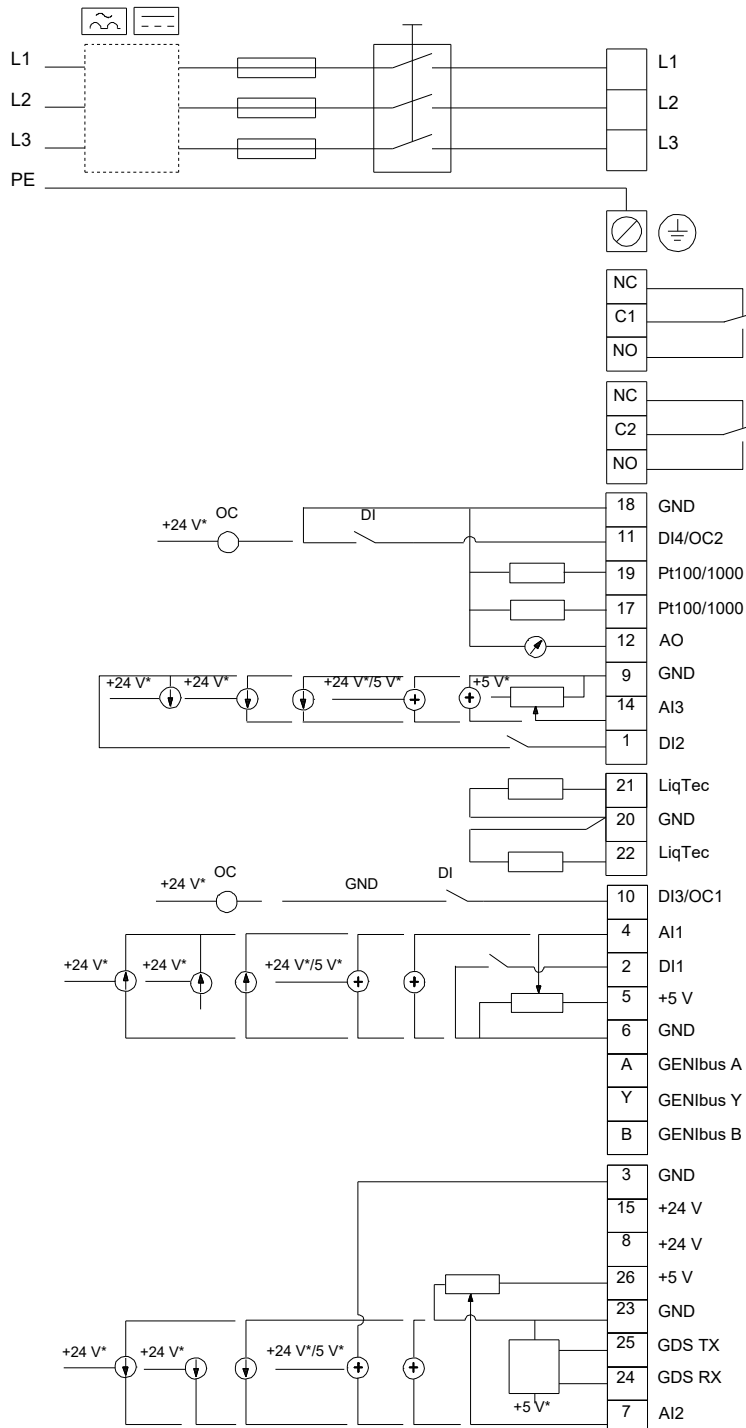 L1 L1
L2 L2
L3 L3
PE
NC
C1
NO
NC
C2
NO
18 GND
+24 V* OC DI 11 DI4/OC2
19 Pt100/1000
17 Pt100/1000
12 AO
9 GND
+24 V* +24 V* +24 V*/5 V* +5 V*
14 AI3
1 DI2
21 LiqTec
20 GND
22 LiqTec
+24 V* OC GND DI 10 DI3/OC1
4 AI1
+24 V* +24 V* +24 V*/5 V* 2 DI1
5 +5 V
6 GND
A GENIbus A
Y GENIbus Y
B GENIbus B
3 GND
15 +24 V
8 +24 V
26 +5 V
23 GND
+24 V* +24 V* +24 V*/5 V* 25 GDS TX
24 GDS RX
+5 V* 7 AI2